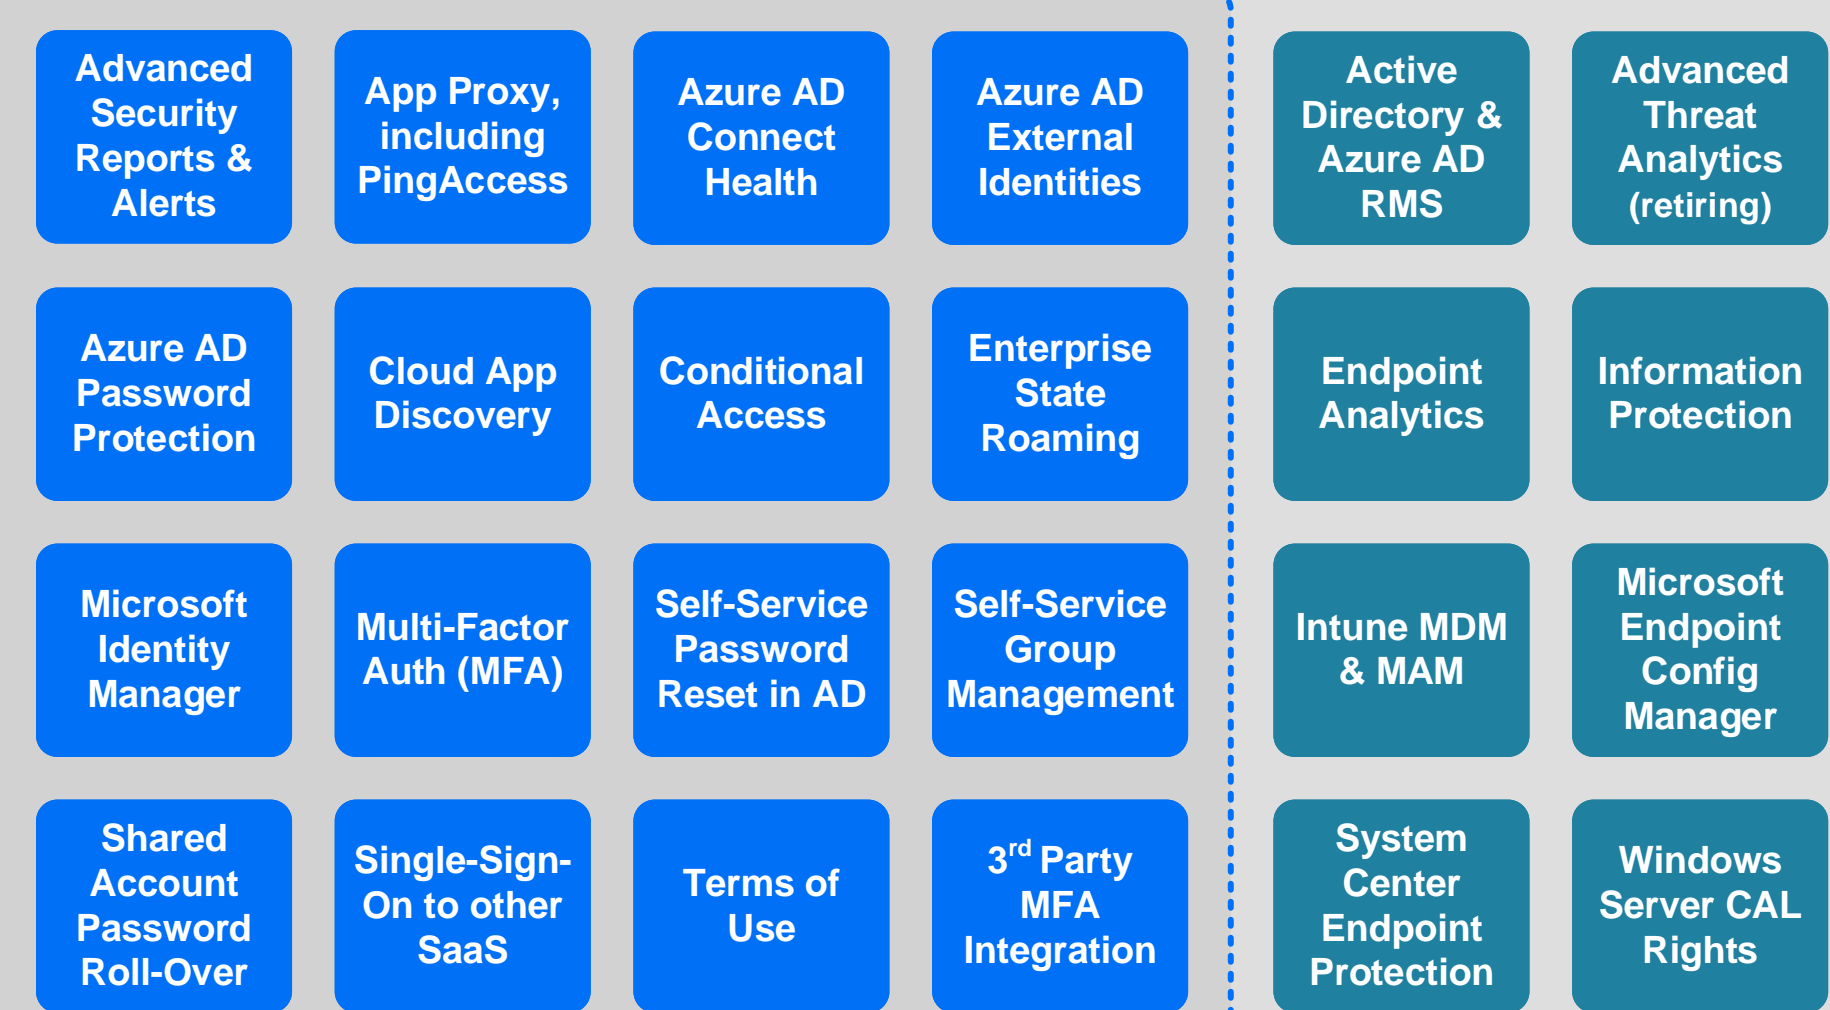 Advanced
Security
Reports &
Alerts
App Proxy,
including
PingAccess
Azure AD
Connect
Health
Azure AD
External
Identities
Active
Directory &
Azure AD
RMS
Advanced
Threat
Analytics
(retiring)
Azure AD
Password
Protection
Cloud App
Discovery
Conditional
Access
Enterprise
State
Roaming
Endpoint
Analytics
Information
Protection
Microsoft
Identity
Manager
Multi-Factor
Auth (MFA)
Self-Service
Password
Reset in AD
Self-Service
Group
Management
Intune MDM
& MAM
Microsoft
Endpoint
Config
Manager
Shared
Account
Password
Roll-Over
Single-Sign-
On to other
SaaS
Terms of
Use
3rd Party
MFA
Integration
System
Center
Endpoint
Protection
Windows
Server CAL
Rights